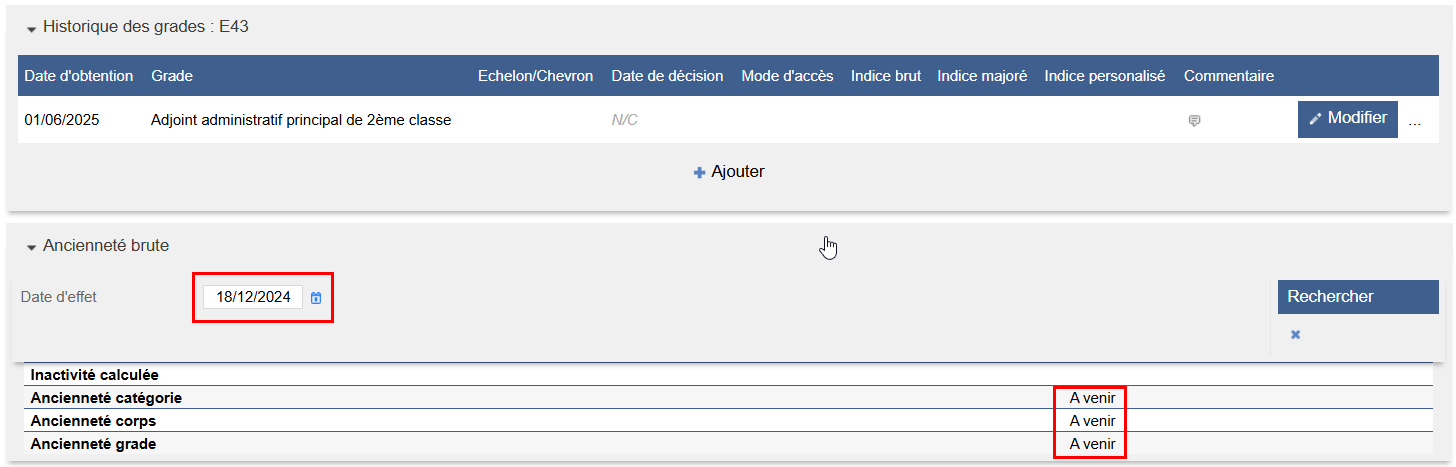 Historique des grades : E43
Date d'obtention Grade Echelon/Chevron Date de décision Mode d'accès Indice brut Indice majoré Indice personalisé Commentaire
01/06/2025 Adjoint administratif principal de 2ème classe N/C Modifier ...
Ajouter
Ancienneté brute
Date d'effet 18/12/2024 Rechercher
Inactivité calculée
Ancienneté catégorie A venir
Ancienneté corps A venir
Ancienneté grade A venir